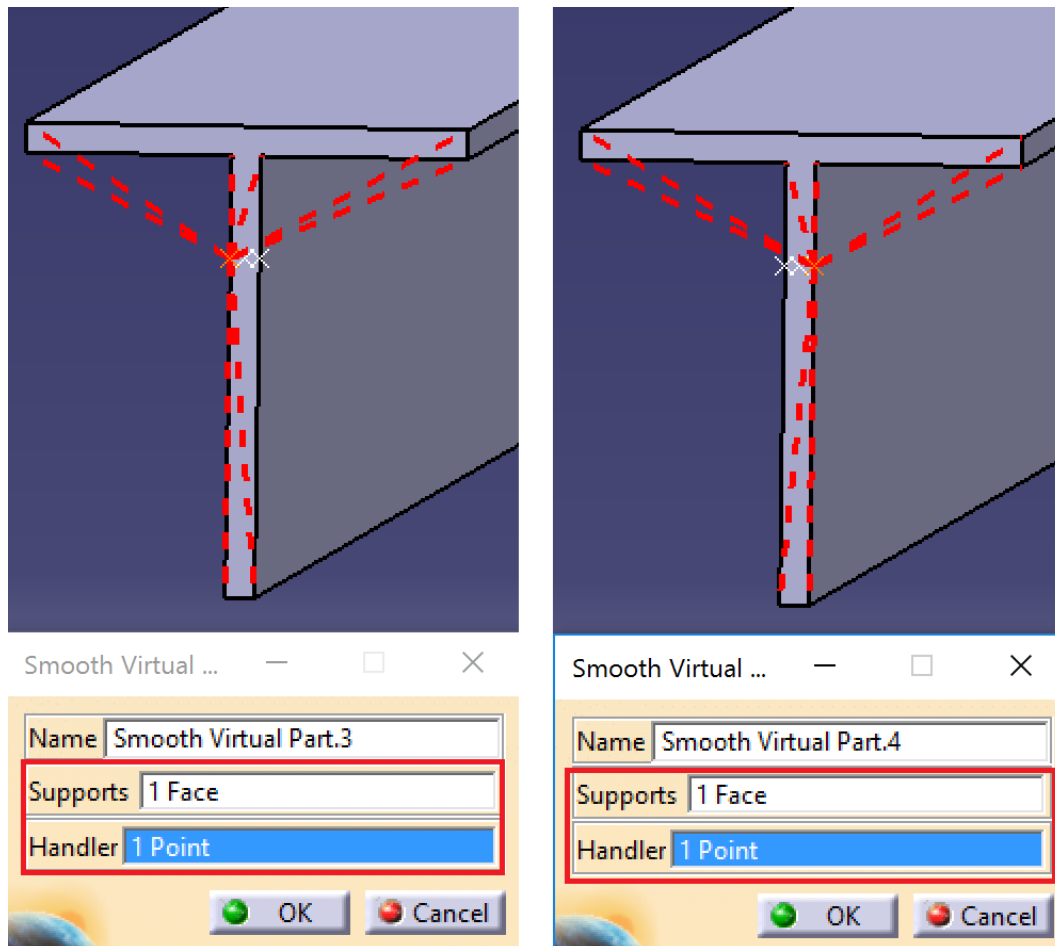 Smooth Virtual ...
Name Smooth Virtual Part.3
Supports 1 Face
Handler 1 Point
OK Cancel
Smooth Virtual ...
Name Smooth Virtual Part.4
Supports 1 Face
Handler 1 Point
OK Cancel